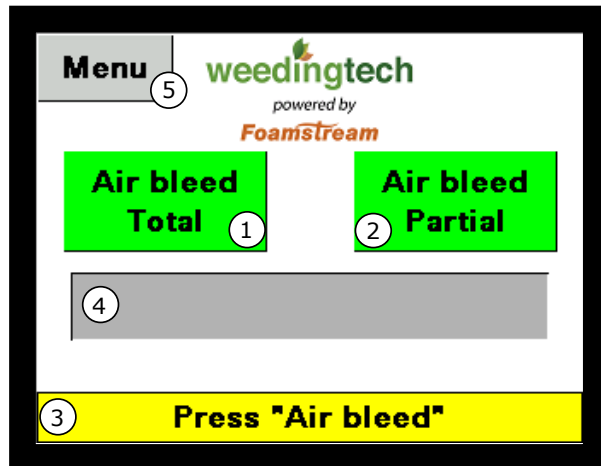 Menu
5
weedingtech
powered by
Foamstream
Air bleed
Total
1
Air bleed
Partial
2
4
3
Press "Air bleed"